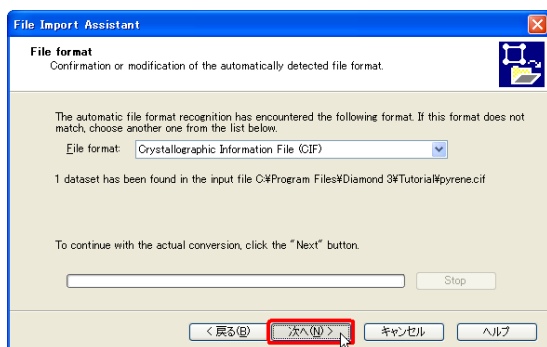 File Import Assistant
File format
Confirmation or modification of the automatically detected file format.
The automatic file format recognition has encountered the following format. If this format does not
match, choose another one from the list below.
File format: Crystallographic Information File (CIF)
1 dataset has been found in the input file C:¥Program Files¥Diamond 3¥Tutorial¥pyrene.cif
To continue with the actual conversion, click the "Next" button.
Stop
< 戻る(B) 次へ(N) > キャンセル ヘルプ